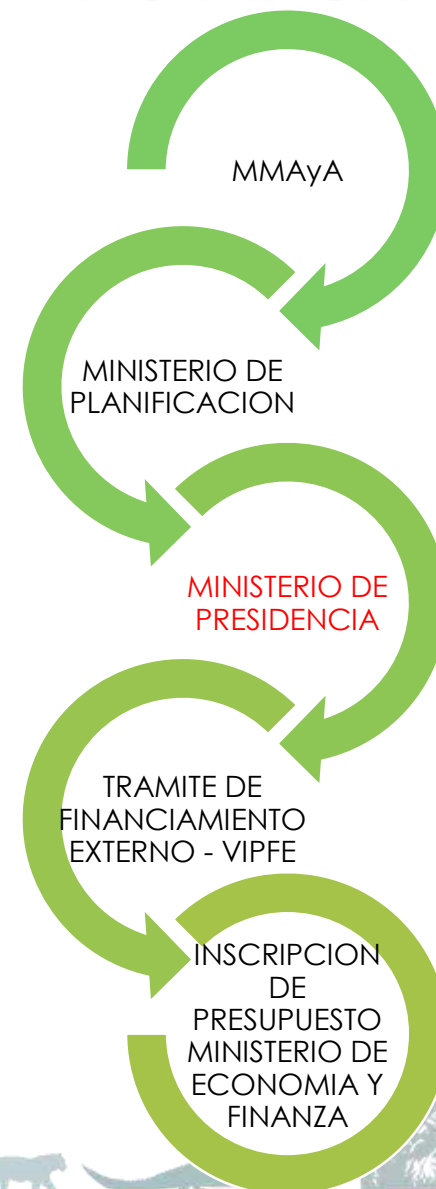 MMAyA
MINISTERIO DE
PLANIFICACION
MINISTERIO DE
PRESIDENCIA
TRAMITE DE
FINANCIAMIENTO
EXTERNO - VIPFE
INSCRIPCION
DE
PRESUPUESTO
MINISTERIO DE
ECONOMIA Y
FINANZA